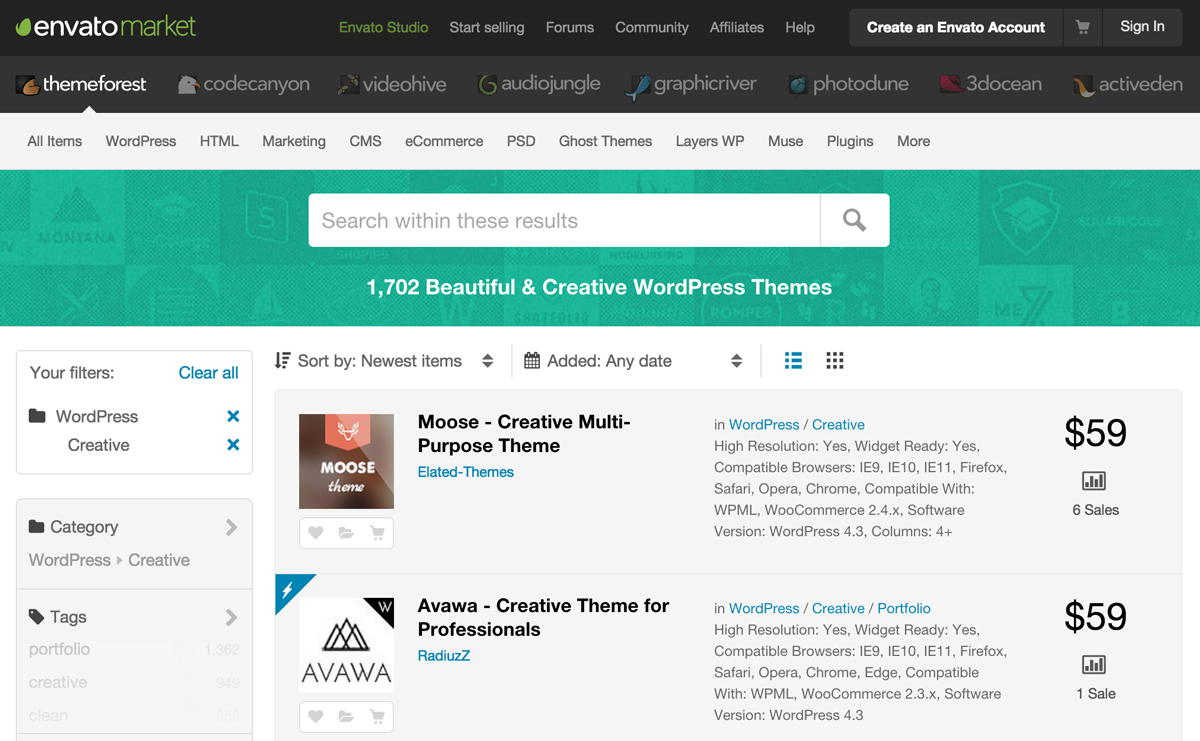 envatomarket
Envato Studio Start selling Forums Community Affiliates Help Create an Envato Account Sign In
themeforest codecanyon videohive audiojungle graphicriver photodune 3docean activeden
All Items WordPress HTML Marketing CMS eCommerce PSD Ghost Themes Layers WP Muse Plugins More
MONTANA
S
SQUARECODE
SHOPIFY
ROMPER
Search within these results
1,702 Beautiful & Creative WordPress Themes
Your filters: Clear all
WordPress
Creative
Category
WordPress Creative
Tags
portfolio 1,362
creative 949
clean 858
Sort by: Newest items Added: Any date
MOOSE
theme
Moose - Creative Multi-
Purpose Theme
Elated-Themes
in WordPress / Creative
High Resolution: Yes, Widget Ready: Yes,
Compatible Browsers: IE9, IE10, IE11, Firefox,
Safari, Opera, Chrome, Compatible With:
WPML, WooCommerce 2.4.x, Software
Version: WordPress 4.3, Columns: 4+
$59
6 Sales
W
AVAWA
Avawa - Creative Theme for
Professionals
RadiuzZ
in WordPress / Creative / Portfolio
High Resolution: Yes, Widget Ready: Yes,
Compatible Browsers: IE9, IE10, IE11, Firefox,
Safari, Opera, Chrome, Edge, Compatible
With: WPML, WooCommerce 2.3.x, Software
Version: WordPress 4.3
$59
1 Sale